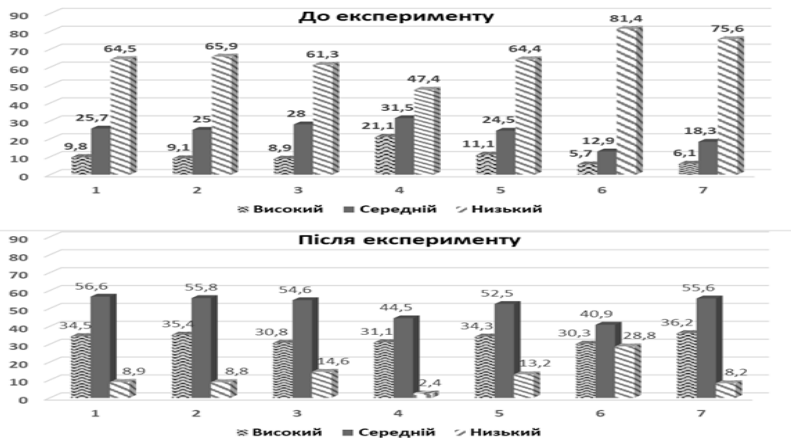 До експерименту
90
80
70
60
50
40
30
20
10
0
9,8 25,7 64,5
9,1 25 65,9
8,9 28 61,3
21,1 31,5 47,4
11,1 24,5 64,4
5,7 12,9 81,4
6,1 18,3 75,6
1 2 3 4 5 6 7
Високий Середній Низький
Після експерименту
90
80
70
60
50
40
30
20
10
0
34,5 56,6 8,9
35,4 55,8 8,8
30,8 54,6 14,6
31,1 44,5 2,4
34,3 52,5 13,2
30,3 40,9 28,8
36,2 55,6 8,2
1 2 3 4 5 6 7
Високий Середній Низький